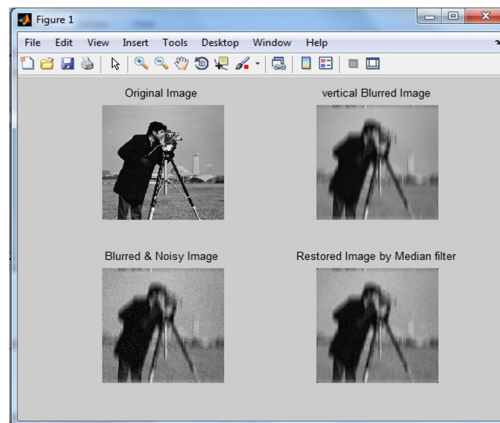 Figure 1
File Edit View Insert Tools Desktop Window Help
Original Image
vertical Blurred Image
Blurred & Noisy Image
Restored Image by Median filter